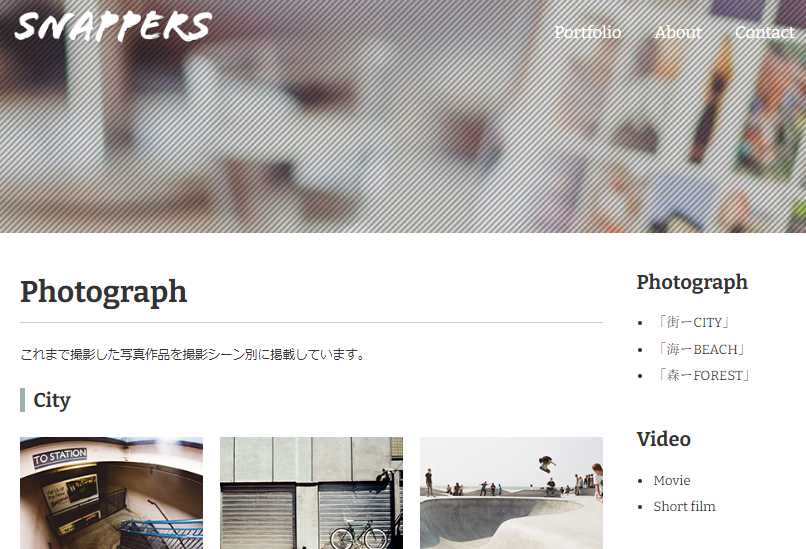 SNAPPERS
Portfolio About Contact
Photograph
これまで撮影した写真作品を撮影シーン別に掲載しています。
City
TO STATION
Photograph
「街ーCITY」
「海ーBEACH」
「森ーFOREST」
Video
Movie
Short film